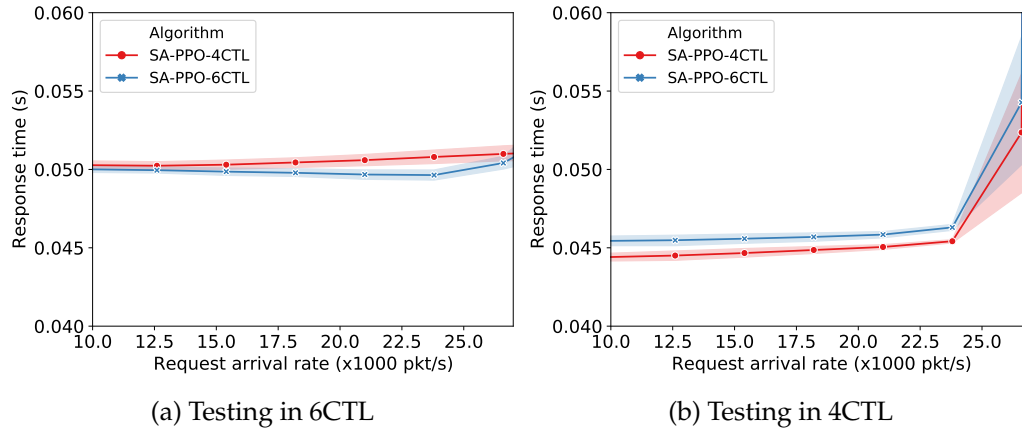 0.060
0.055
0.050
0.045
0.040
Response time (s)
Algorithm
SA-PPO-4CTL
SA-PPO-6CTL
10.0 12.5 15.0 17.5 20.0 22.5 25.0
Request arrival rate (x1000 pkt/s)
(a) Testing in 6CTL
0.060
0.055
0.050
0.045
0.040
Response time (s)
Algorithm
SA-PPO-4CTL
SA-PPO-6CTL
10.0 12.5 15.0 17.5 20.0 22.5 25.0
Request arrival rate (x1000 pkt/s)
(b) Testing in 4CTL